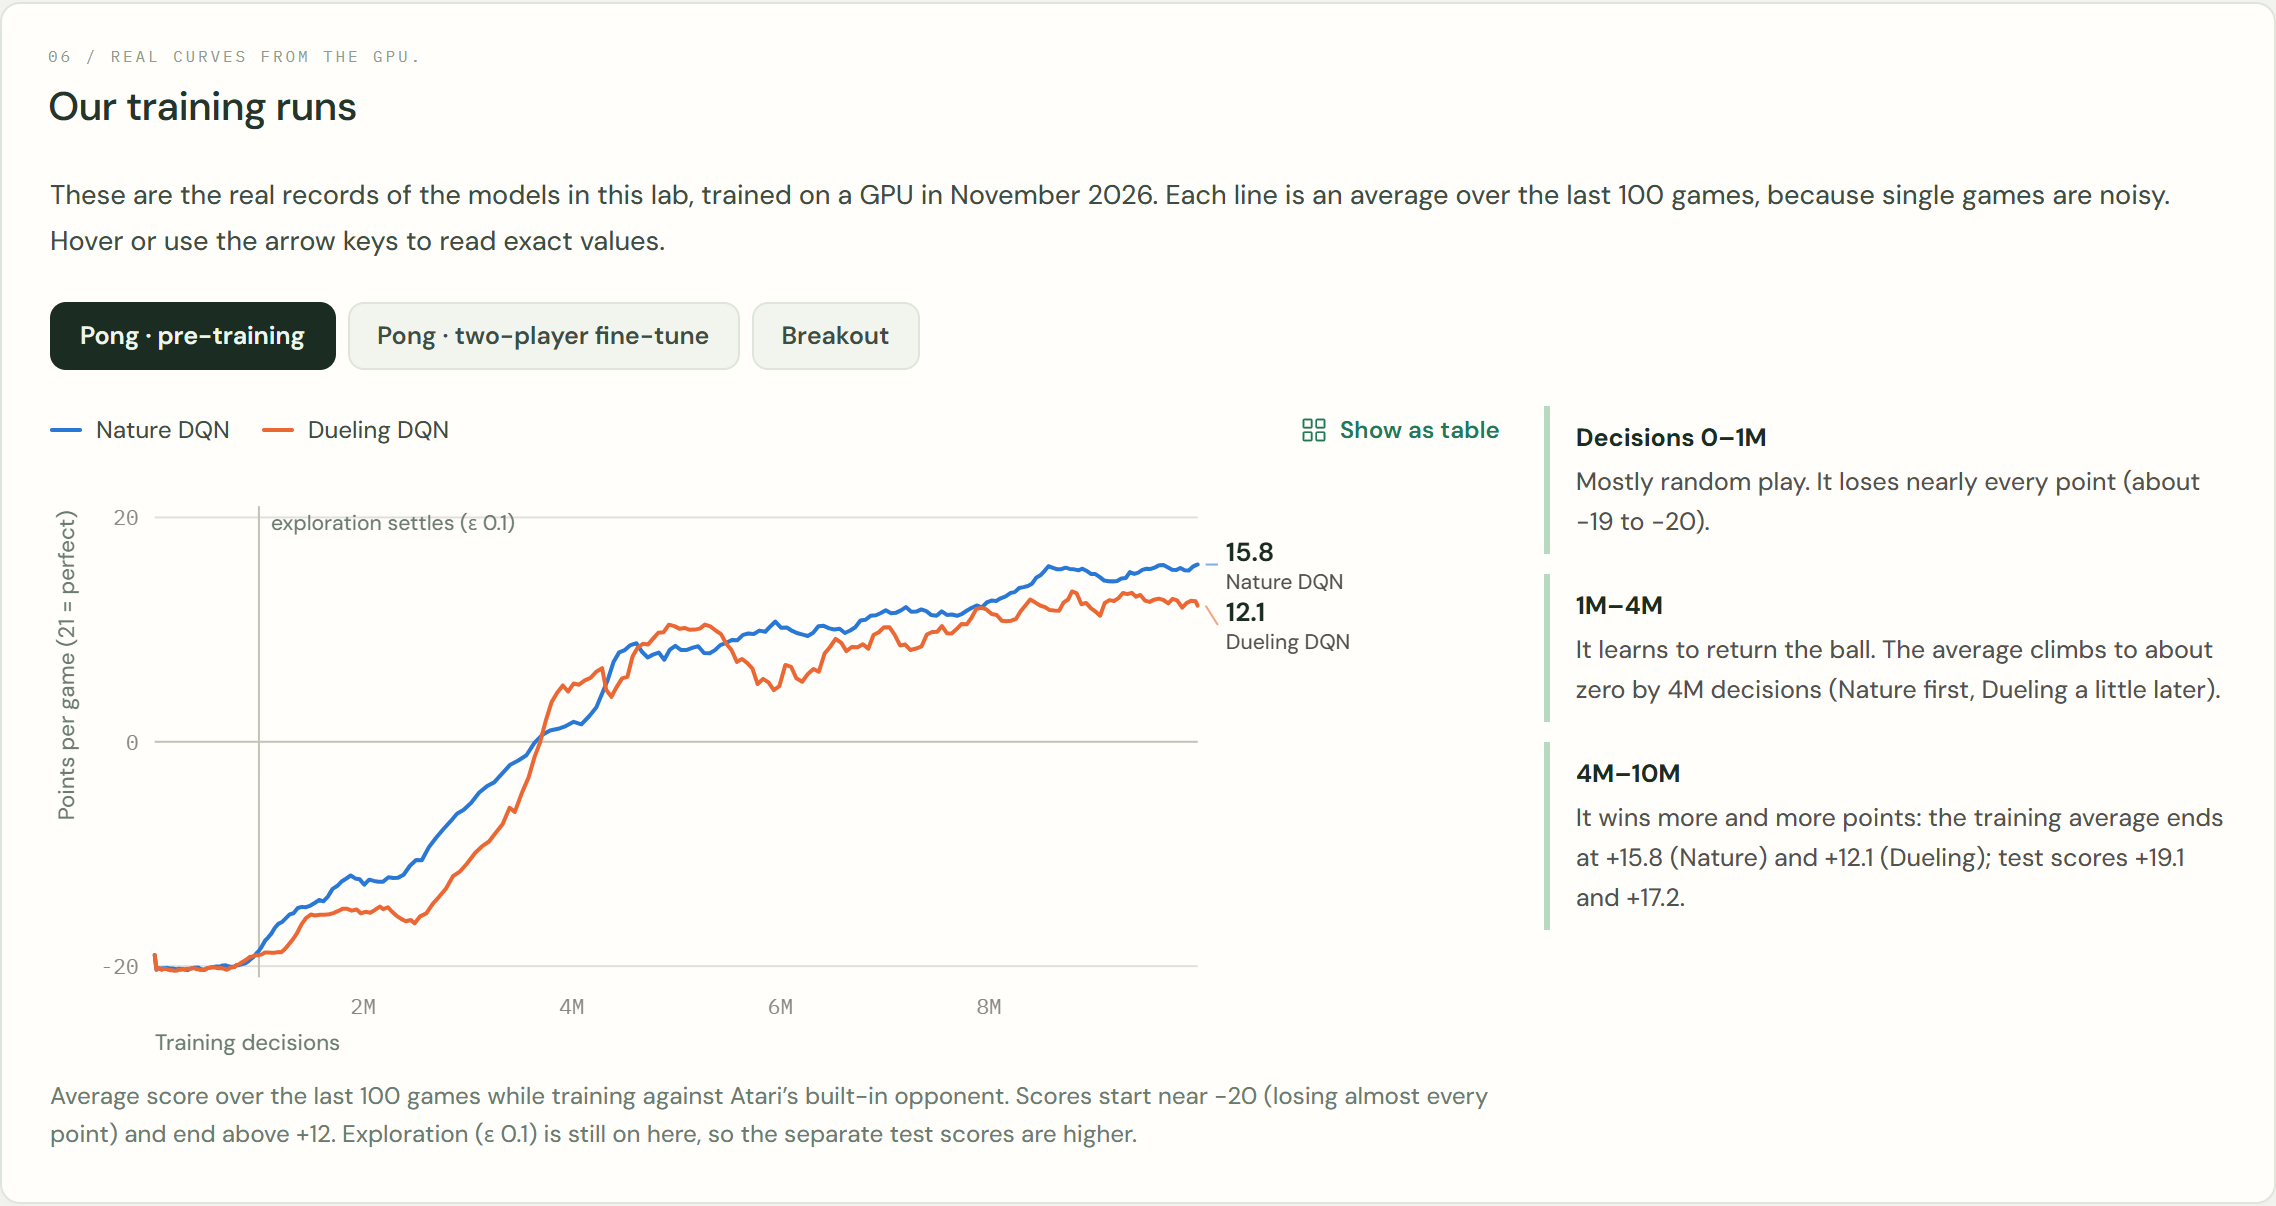 06 / REAL CURVES FROM THE GPU.
Our training runs
These are the real records of the models in this lab, trained on a GPU in November 2026. Each line is an average over the last 100 games, because single games are noisy.
Hover or use the arrow keys to read exact values.
Pong · pre-training
Pong · two-player fine-tune
Breakout
Nature DQN
Dueling DQN
Show as table
Points per game (21 = perfect)
20
0
-20
exploration settles (ε 0.1)
15.8
Nature DQN
12.1
Dueling DQN
2M
4M
6M
8M
Training decisions
Average score over the last 100 games while training against Atari’s built-in opponent. Scores start near −20 (losing almost every
point) and end above +12. Exploration (ε 0.1) is still on here, so the separate test scores are higher.
Decisions 0–1M
Mostly random play. It loses nearly every point (about
−19 to −20).
1M–4M
It learns to return the ball. The average climbs to about
zero by 4M decisions (Nature first, Dueling a little later).
4M–10M
It wins more and more points: the training average ends
at +15.8 (Nature) and +12.1 (Dueling); test scores +19.1
and +17.2.